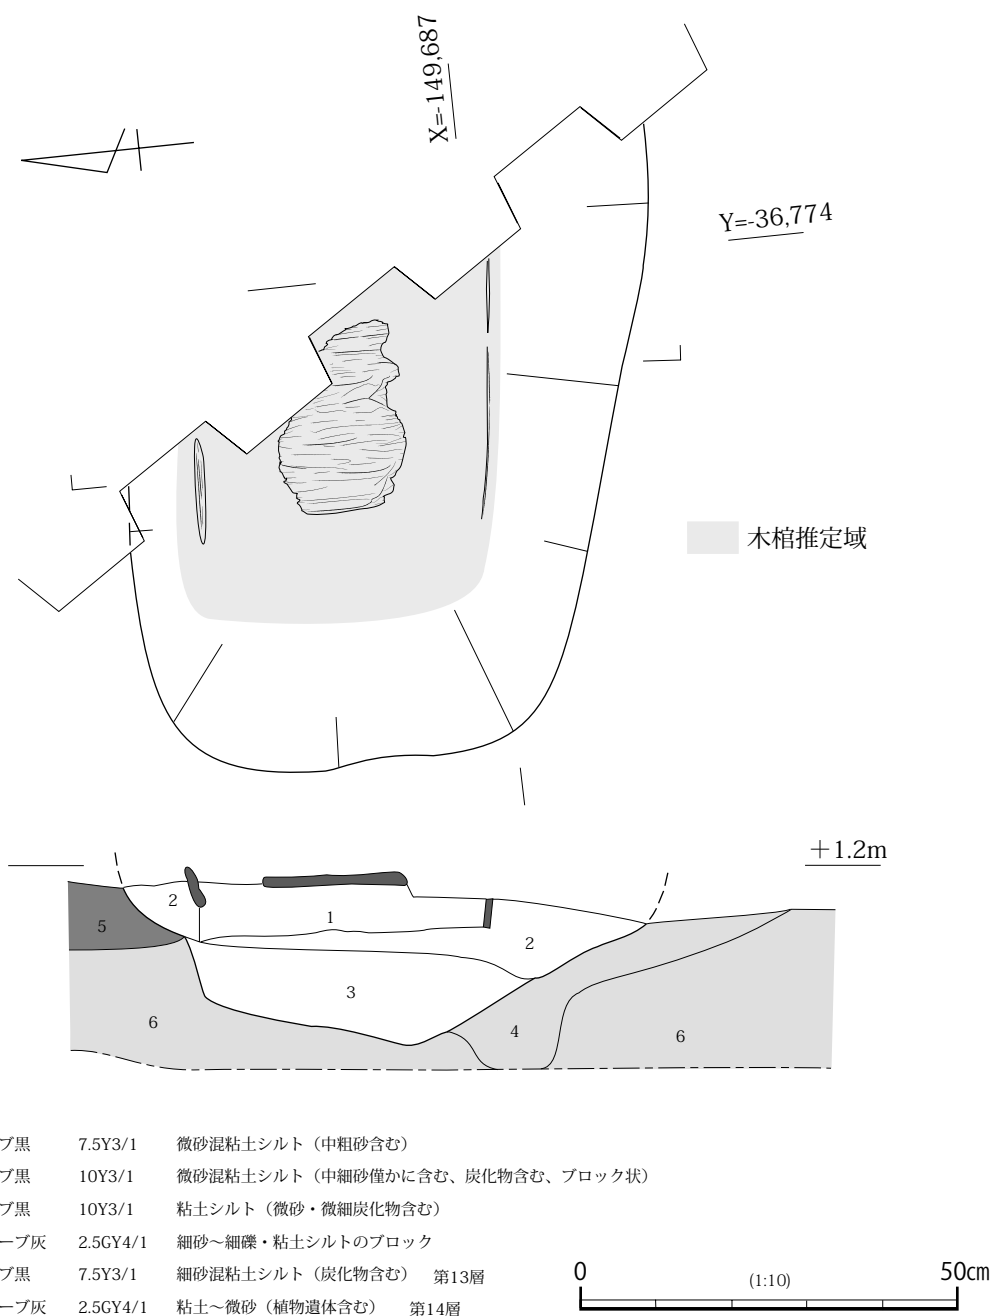 X=-149,687
Y=-36,774
木棺推定域
＋1.2m
2
1
5
2
3
6
4
6
ブ黒 7.5Y3/1 微砂混粘土シルト（中粗砂含む）
ブ黒 10Y3/1 微砂混粘土シルト（中細砂僅かに含む、炭化物含む、ブロック状）
ブ黒 10Y3/1 粘土シルト（微砂・微細炭化物含む）
ーブ灰 2.5GY4/1 細砂～細礫・粘土シルトのブロック
ブ黒 7.5Y3/1 細砂混粘土シルト（炭化物含む） 第13層
ーブ灰 2.5GY4/1 粘土～微砂（植物遺体含む） 第14層
0 (1:10) 50㎝